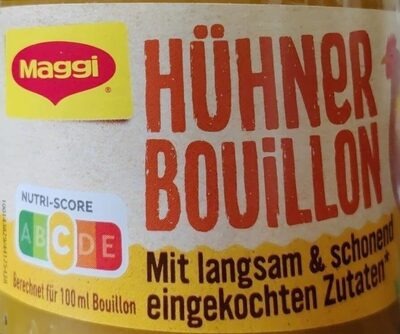 Maggi
®
HÜHNER
BOUiLLON
NUTRI-SCORE
A B C D E
Berechnet für 100 ml Bouillon
Mit langsam & schonend
eingekochten Zutaten*